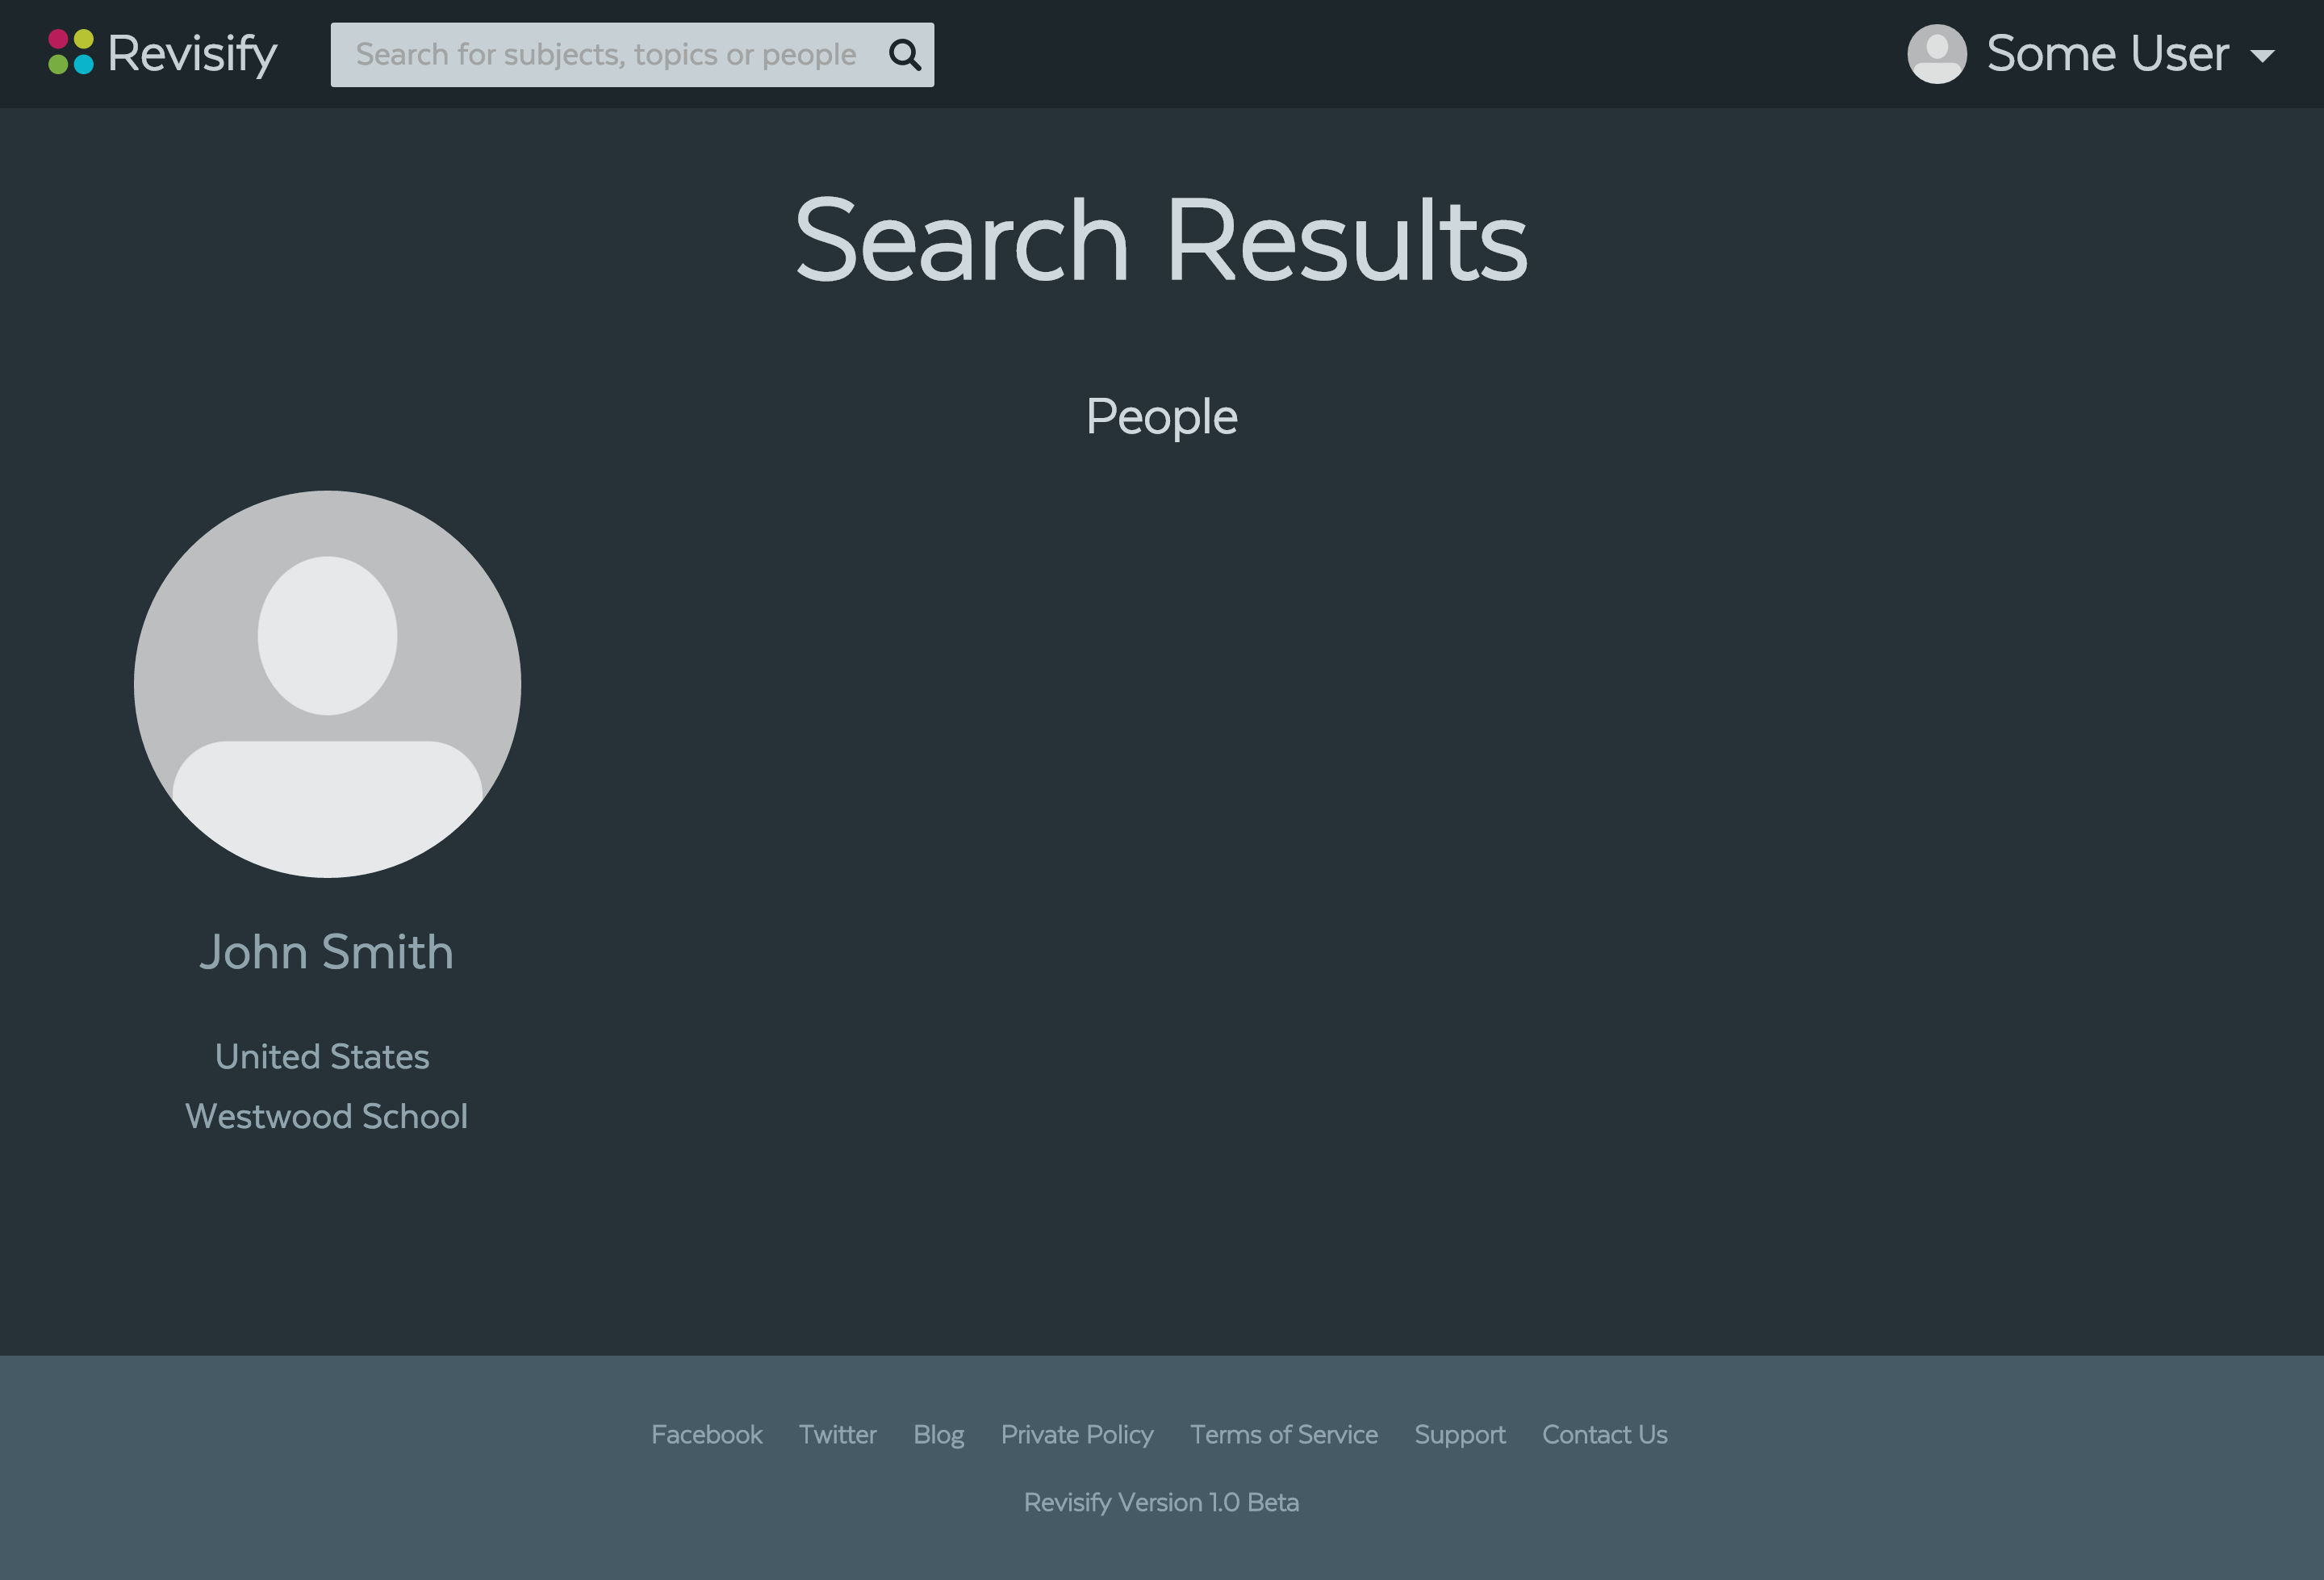 Revisify
Search for subjects, topics or people
Some User
Search Results
People
John Smith
United States
Westwood School
Facebook Twitter Blog Private Policy Terms of Service Support Contact Us
Revisify Version 1.0 Beta